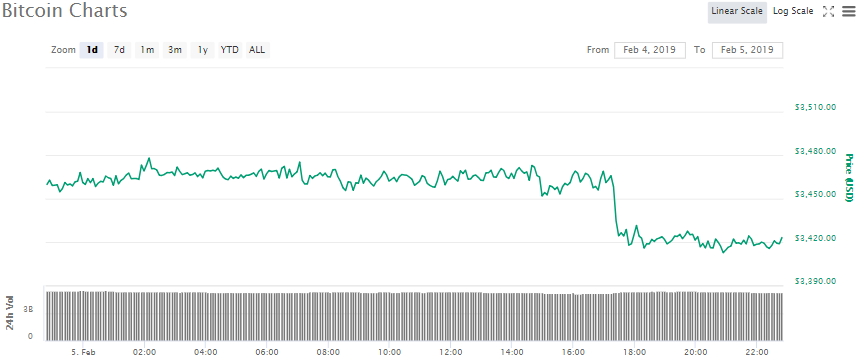 Bitcoin Charts
Linear Scale Log Scale
Zoom 1d 7d 1m 3m 1y YTD ALL From Feb 4, 2019 To Feb 5, 2019
$3,510.00
$3,480.00
$3,450.00
$3,420.00
$3,390.00
Price (USD)
24h Vol
3B
0
5. Feb 02:00 04:00 06:00 08:00 10:00 12:00 14:00 16:00 18:00 20:00 22:00